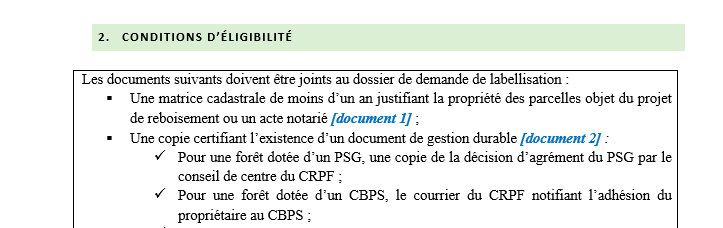 2. CONDITIONS D’ÉLIGIBILITÉ
Les documents suivants doivent être joints au dossier de demande de labellisation :
▪ Une matrice cadastrale de moins d’un an justifiant la propriété des parcelles objet du projet
de reboisement ou un acte notarié [document 1] ;
▪ Une copie certifiant l’existence d’un document de gestion durable [document 2] :
✓ Pour une forêt dotée d’un PSG, une copie de la décision d’agrément du PSG par le
conseil de centre du CRPF ;
✓ Pour une forêt dotée d’un CBPS, le courrier du CRPF notifiant l’adhésion du
propriétaire au CBPS ;